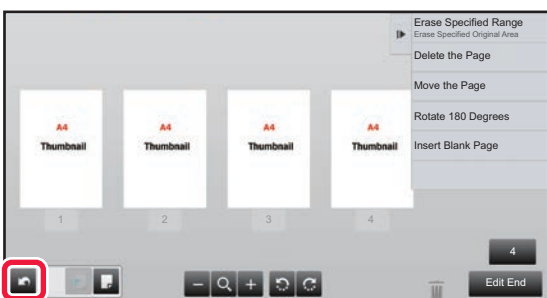 Erase Specified Range
Erase Specified Original Area
Delete the Page
Move the Page
Rotate 180 Degrees
Insert Blank Page
A4
Thumbnail
A4
Thumbnail
A4
Thumbnail
A4
Thumbnail
1
2
3
4
4
Edit End